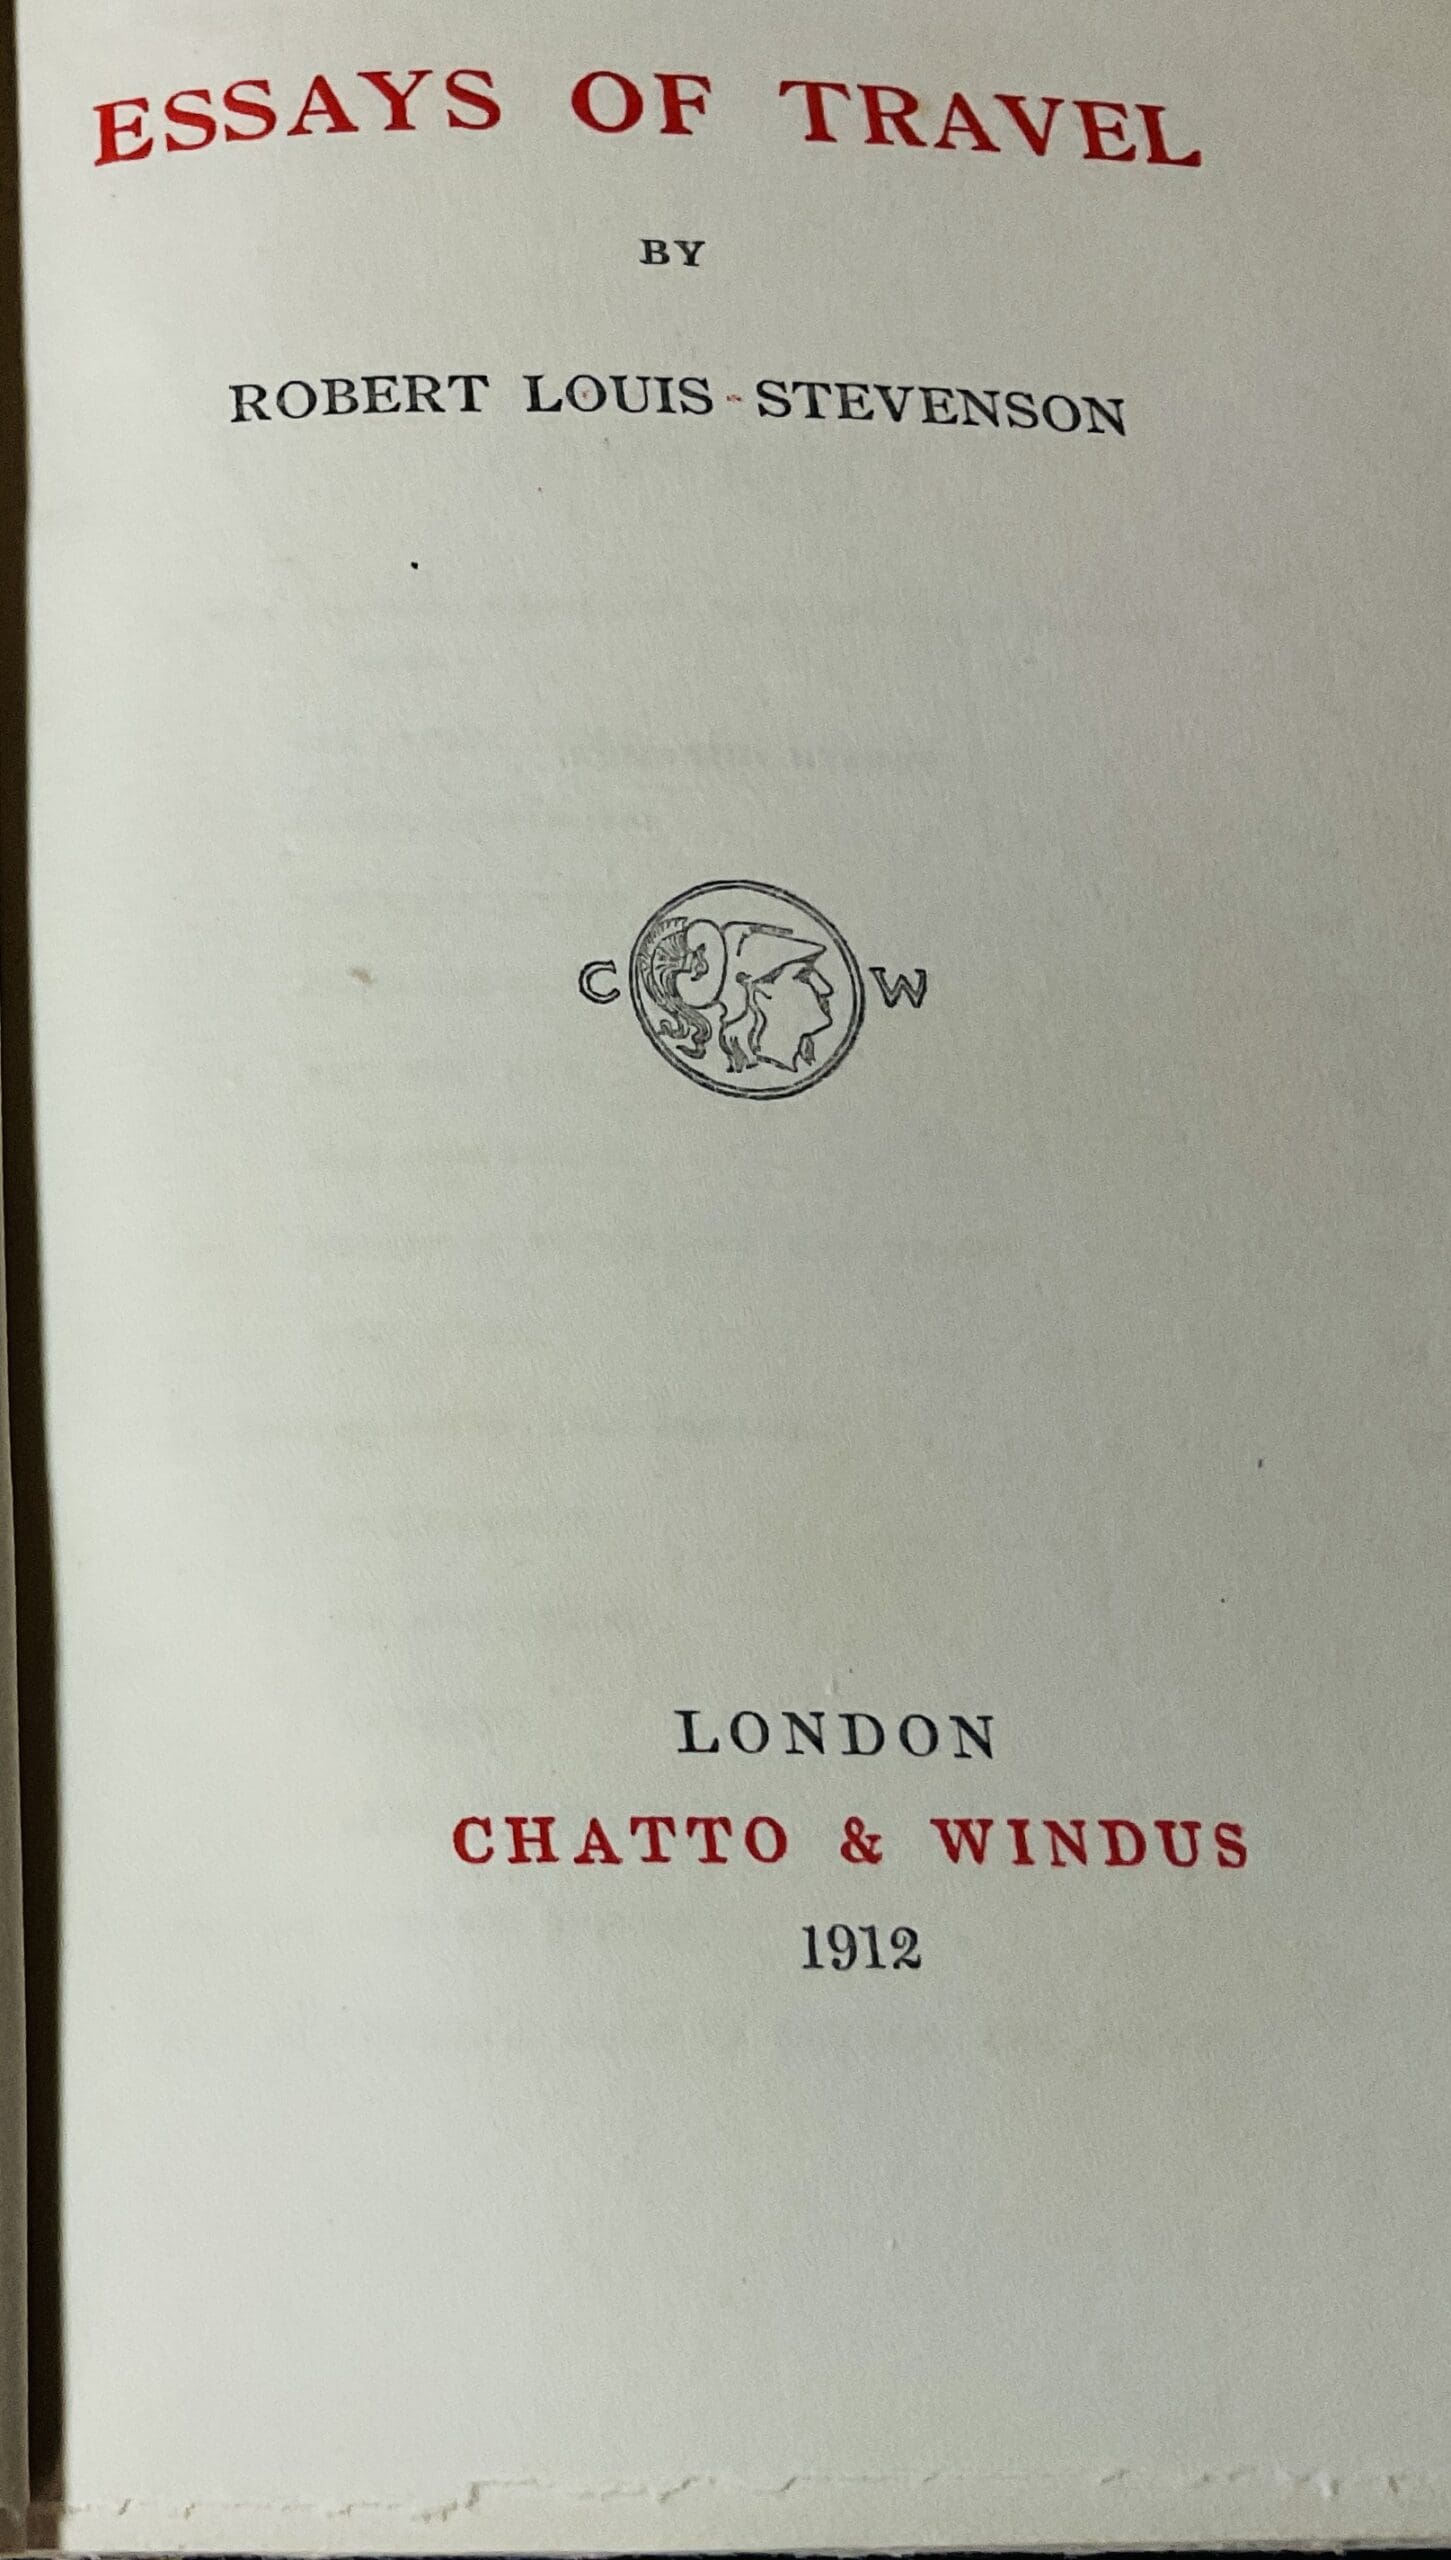 ESSAYS OF TRAVEL
BY
ROBERT LOUIS STEVENSON
C W
LONDON
CHATTO & WINDUS
1912